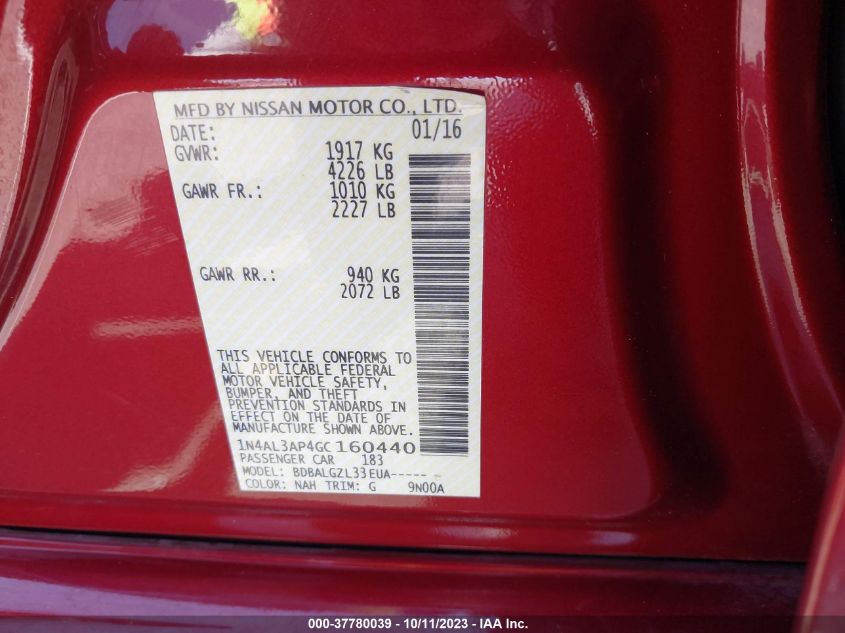 MFD BY NISSAN MOTOR CO., LTD.
DATE: 01/16
GVWR: 1917 KG
4226 LB
GAWR FR.: 1010 KG
2227 LB
GAWR RR.: 940 KG
2072 LB
THIS VEHICLE CONFORMS TO
ALL APPLICABLE FEDERAL
MOTOR VEHICLE SAFETY,
BUMPER, AND THEFT
PREVENTION STANDARDS IN
EFFECT ON THE DATE OF
MANUFACTURE SHOWN ABOVE.
1N4AL3AP4GC160440
PASSENGER CAR 183
MODEL: BDBALGZL33EUA-----
COLOR: NAH TRIM: G 9N00A
000-37780039 - 10/11/2023 - IAA Inc.